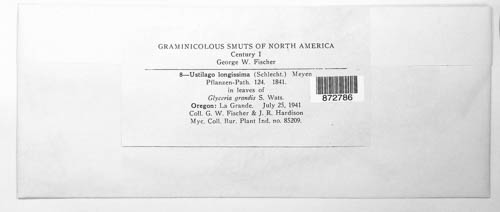 GRAMINICOLOUS SMUTS OF NORTH AMERICA
Century I
George W. Fischer
8—Ustilago longissima (Schlecht.) Meyen
Pflanzen-Path. 124. 1841.
in leaves of
Glyceria grandis S. Wats.
Oregon: La Grande, July 25, 1941
Coll. G. W. Fischer & J. R. Hardison
Myc. Coll. Bur. Plant Ind. no. 85209.
872786